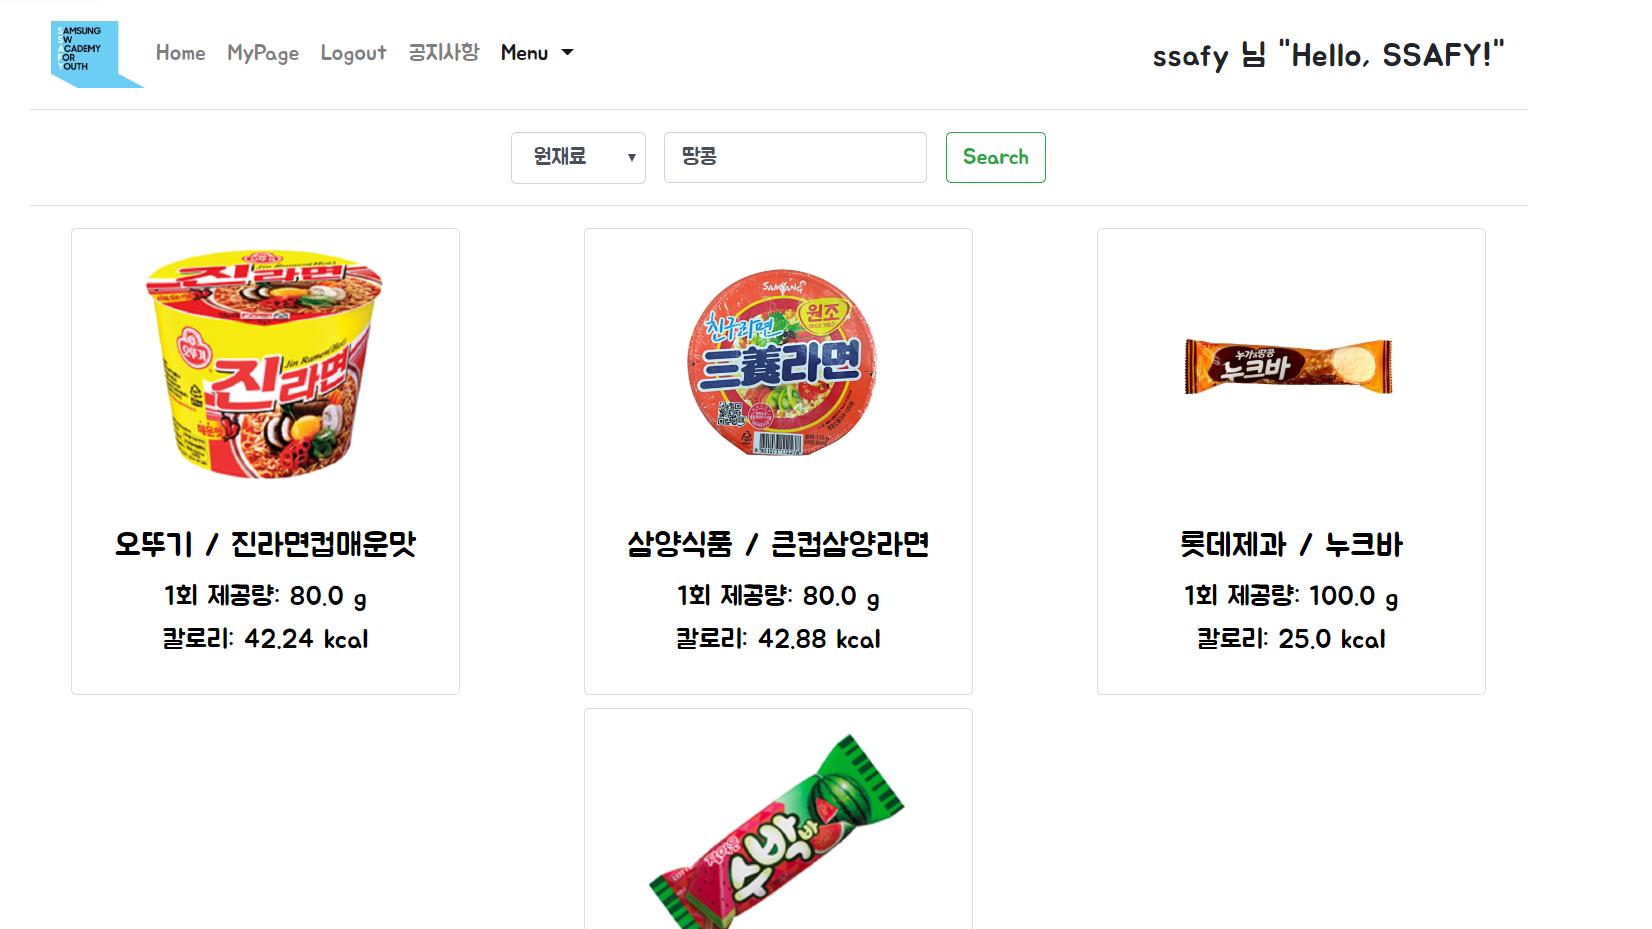 SAMSUNG
SW
ACADEMY
FOR
YOUTH
Home MyPage Logout 공지사항 Menu
ssafy 님 "Hello, SSAFY!"
원재료 땅콩 Search
진라면
Jin Ramen Hot
오뚜기
Jin Ramen Hot
진라면
매운맛
SAMYANG
원조
친구라면
三養라면
누가&땅콩
누크바
오뚜기 / 진라면컵매운맛
1회 제공량: 80.0 g
칼로리: 42.24 kcal
삼양식품 / 큰컵삼양라면
1회 제공량: 80.0 g
칼로리: 42.88 kcal
롯데제과 / 누크바
1회 제공량: 100.0 g
칼로리: 25.0 kcal
수박바